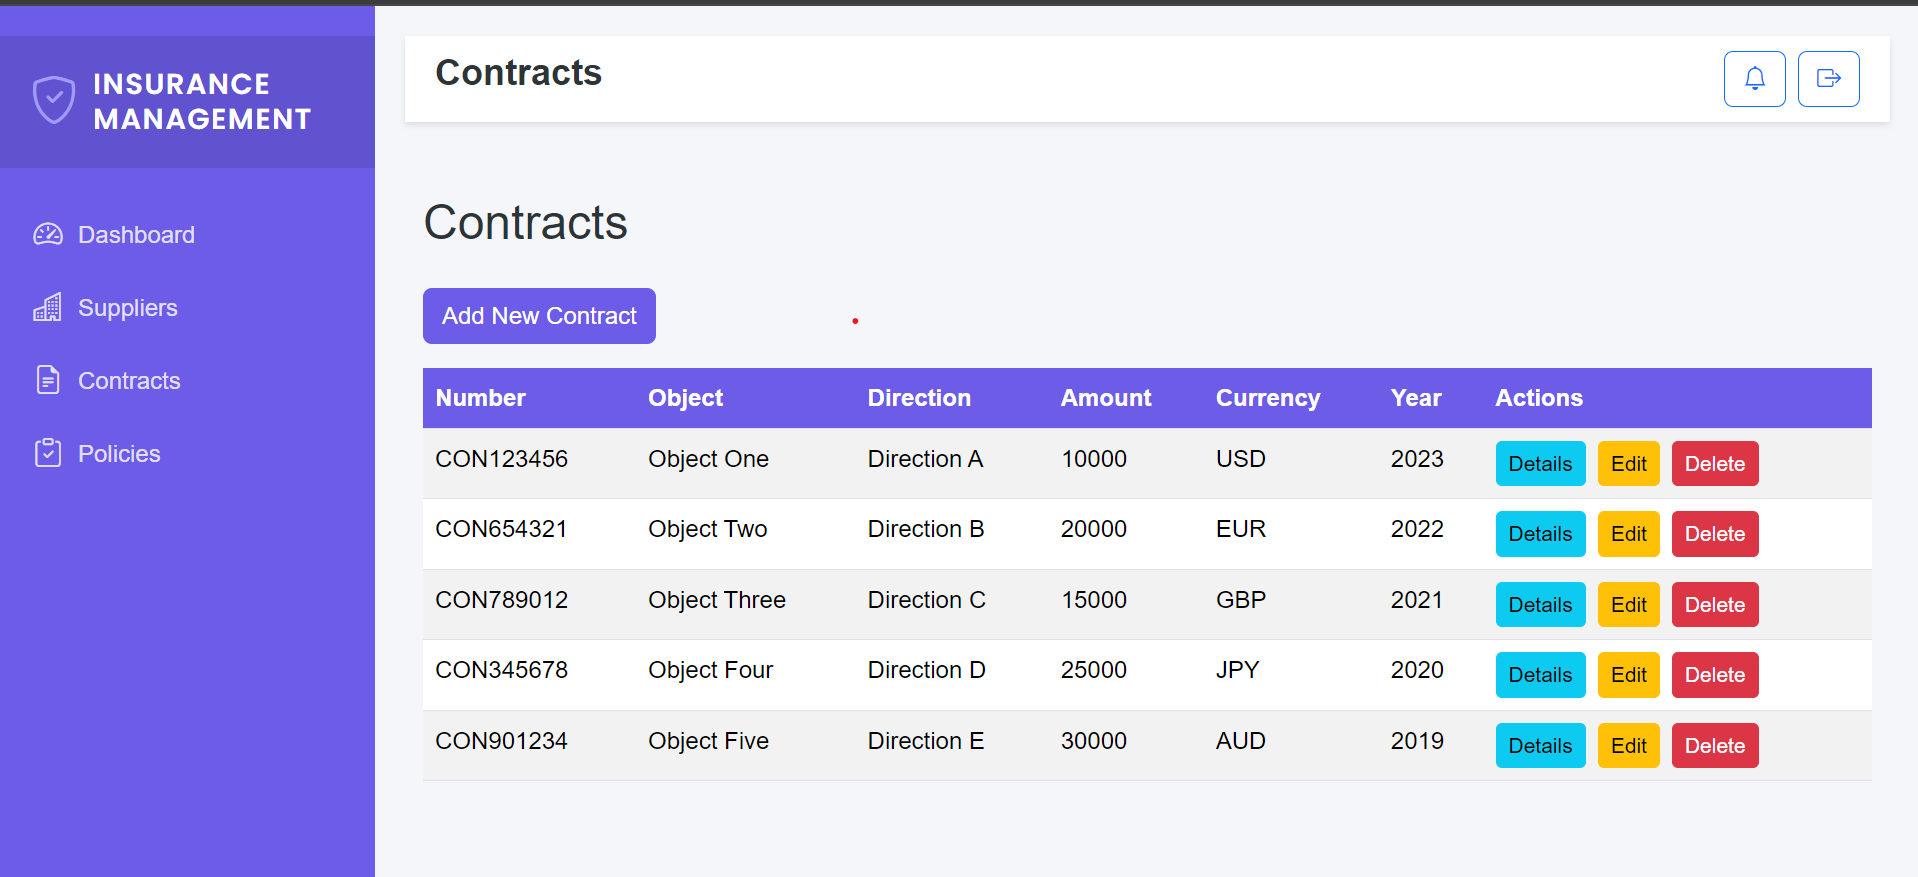 INSURANCE
MANAGEMENT
Dashboard
Suppliers
Contracts
Policies
Contracts
Contracts
Add New Contract
Number Object Direction Amount Currency Year Actions
CON123456 Object One Direction A 10000 USD 2023 Details Edit Delete
CON654321 Object Two Direction B 20000 EUR 2022 Details Edit Delete
CON789012 Object Three Direction C 15000 GBP 2021 Details Edit Delete
CON345678 Object Four Direction D 25000 JPY 2020 Details Edit Delete
CON901234 Object Five Direction E 30000 AUD 2019 Details Edit Delete